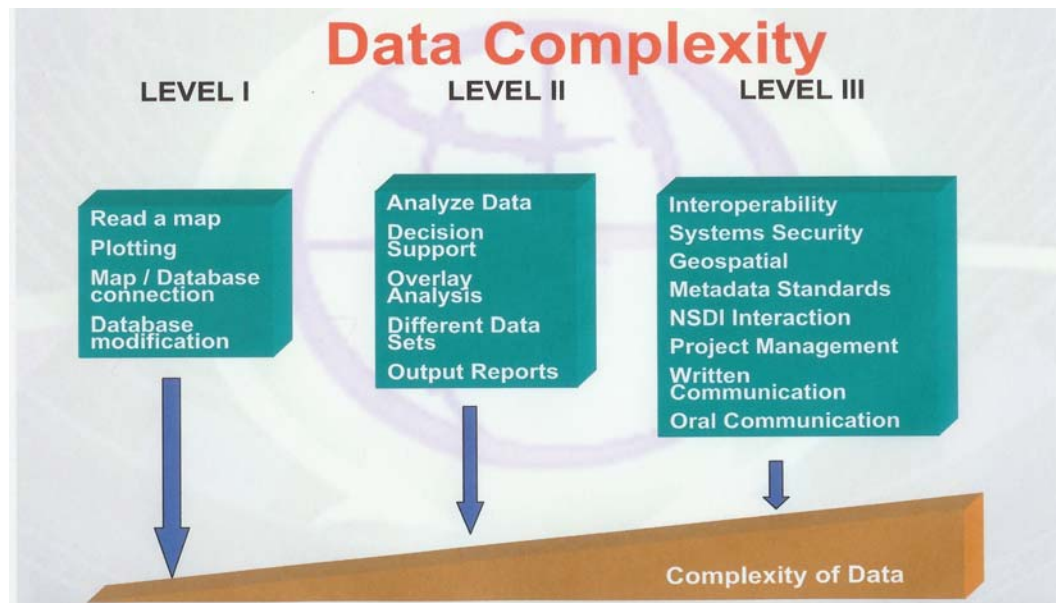 Data Complexity
LEVEL I
LEVEL II
LEVEL III
Read a map
Plotting
Map / Database
connection
Database
modification
Analyze Data
Decision
Support
Overlay
Analysis
Different Data
Sets
Output Reports
Interoperability
Systems Security
Geospatial
Metadata Standards
NSDI Interaction
Project Management
Written
Communication
Oral Communication
Complexity of Data